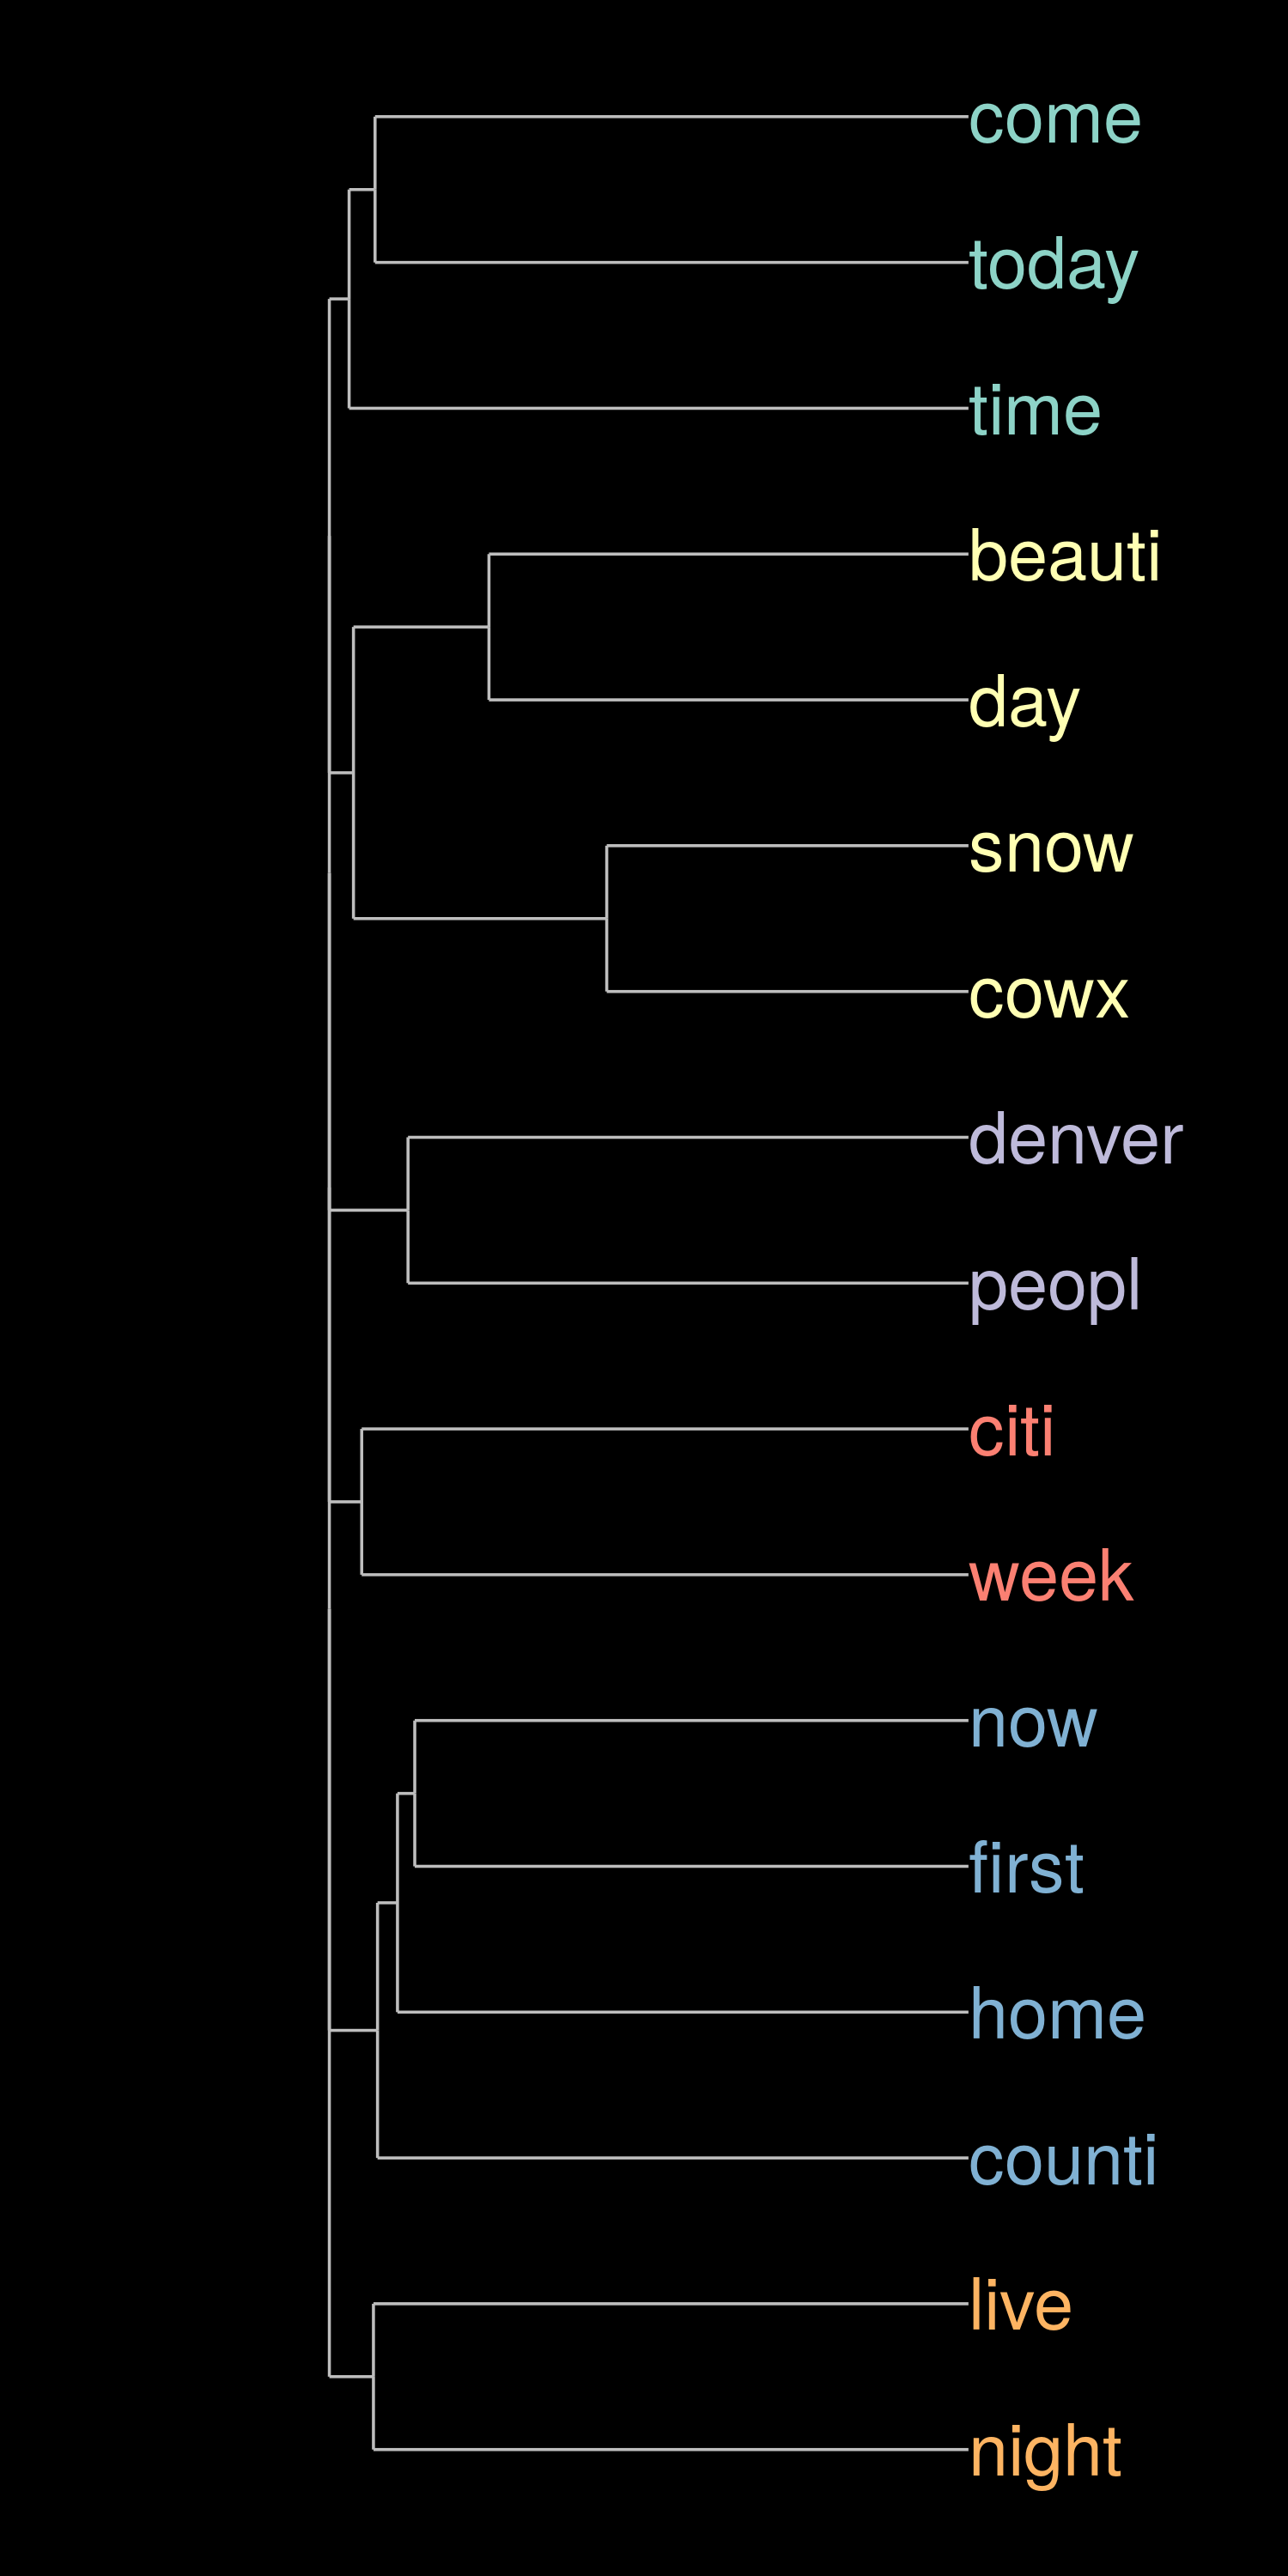 come
today
time
beauti
day
snow
cowx
denver
peopl
citi
week
now
first
home
counti
live
night